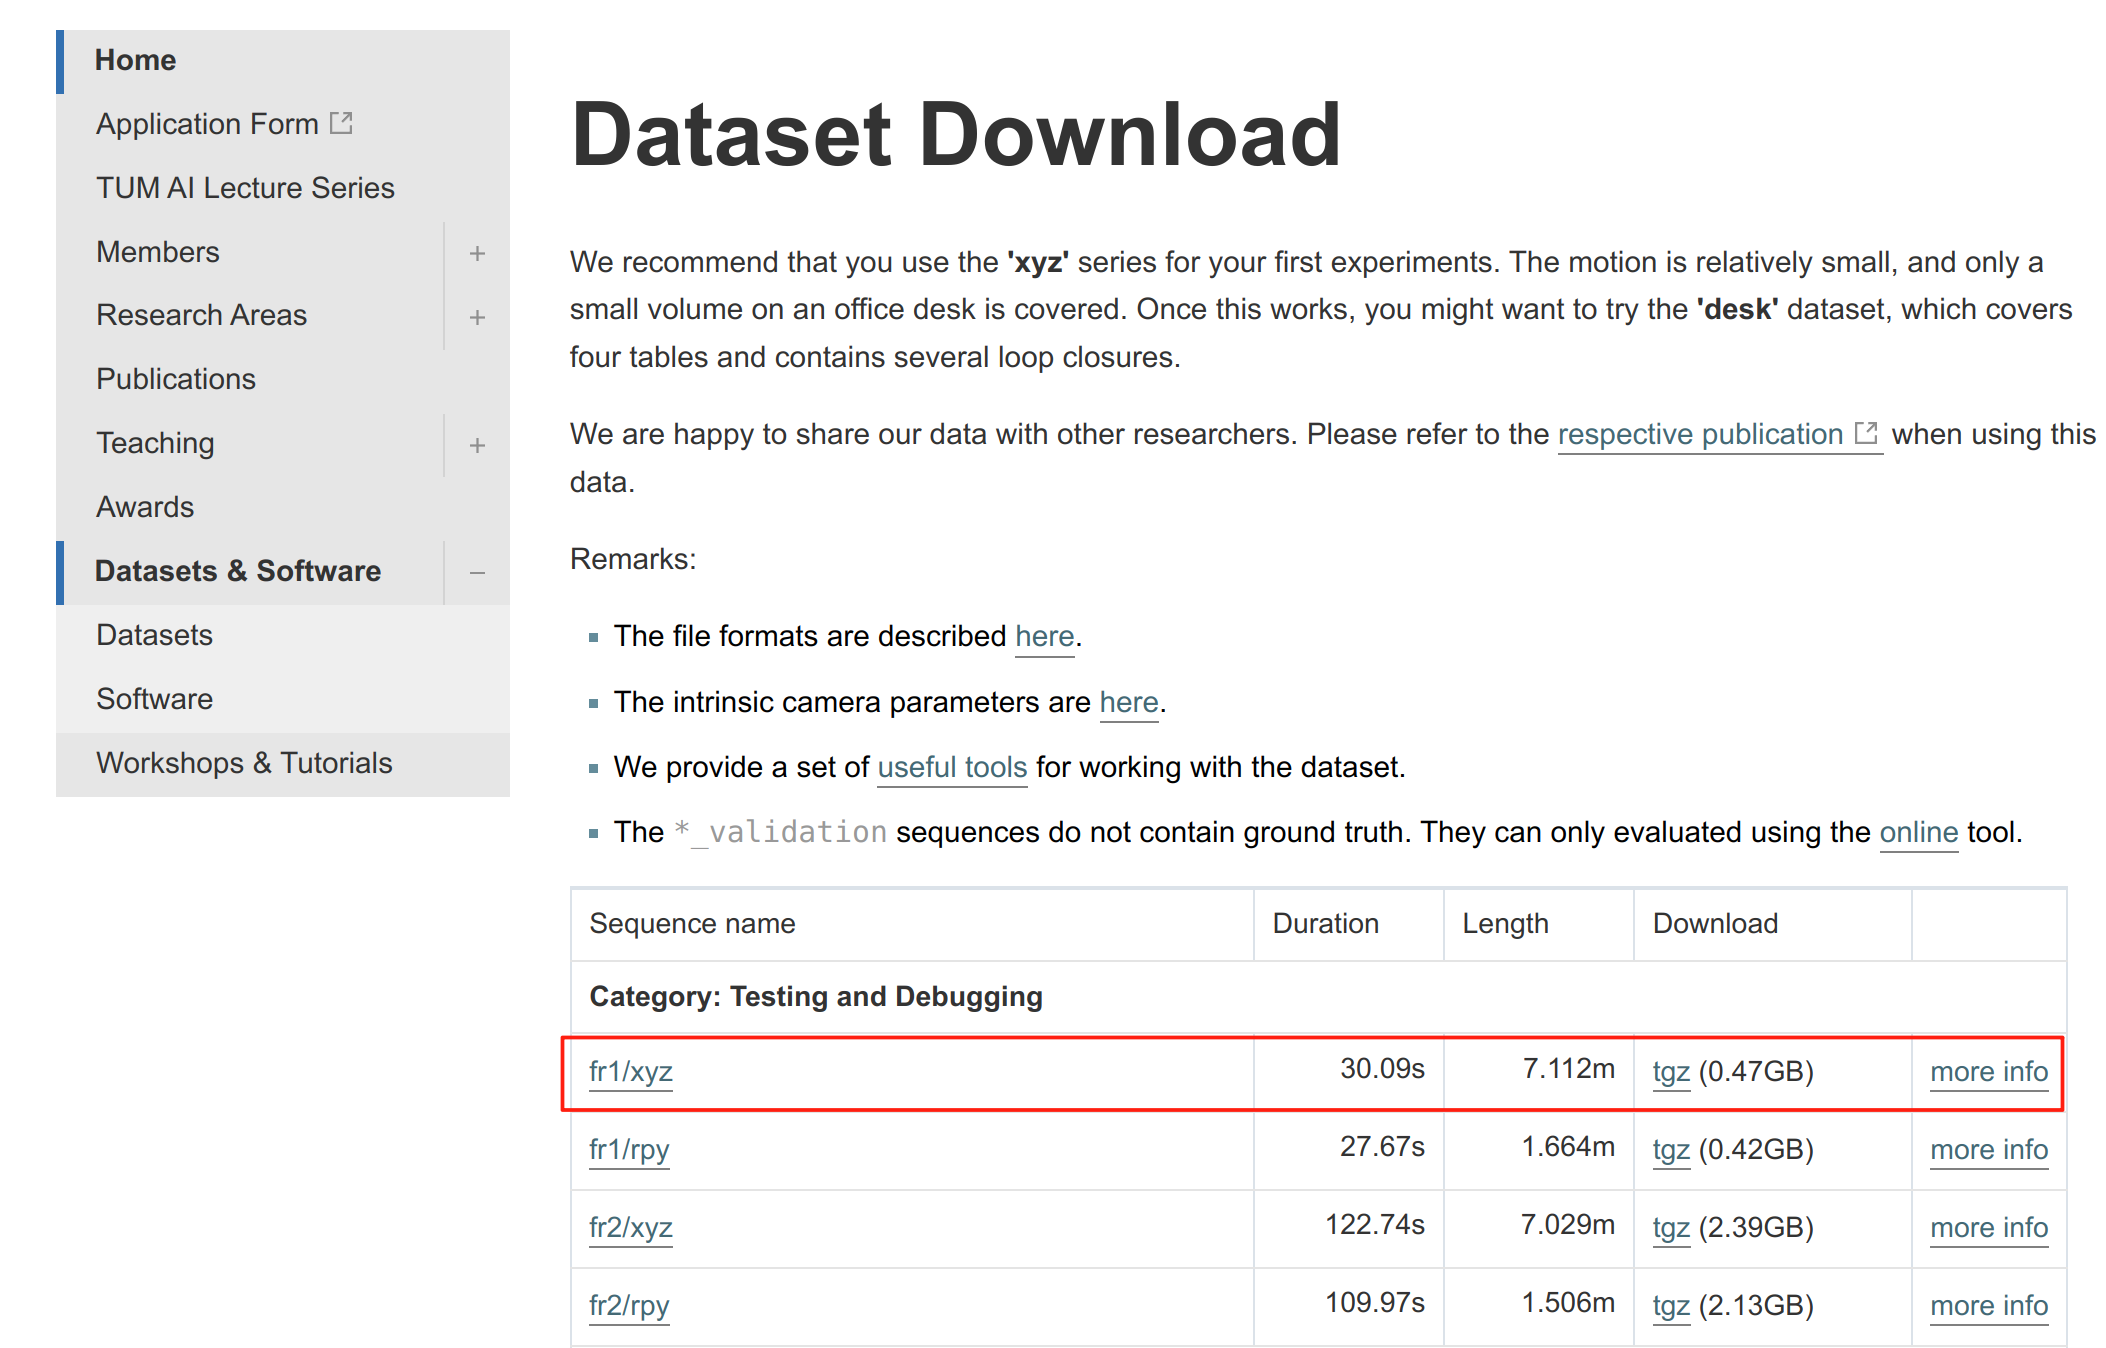 Home
Application Form
TUM AI Lecture Series
Members +
Research Areas +
Publications
Teaching +
Awards
Datasets & Software −
Datasets
Software
Workshops & Tutorials
Dataset Download
We recommend that you use the 'xyz' series for your first experiments. The motion is relatively small, and only a
small volume on an office desk is covered. Once this works, you might want to try the 'desk' dataset, which covers
four tables and contains several loop closures.
We are happy to share our data with other researchers. Please refer to the respective publication when using this
data.
Remarks:
The file formats are described here.
The intrinsic camera parameters are here.
We provide a set of useful tools for working with the dataset.
The *_validation sequences do not contain ground truth. They can only evaluated using the online tool.
Sequence name Duration Length Download
Category: Testing and Debugging
fr1/xyz 30.09s 7.112m tgz (0.47GB) more info
fr1/rpy 27.67s 1.664m tgz (0.42GB) more info
fr2/xyz 122.74s 7.029m tgz (2.39GB) more info
fr2/rpy 109.97s 1.506m tgz (2.13GB) more info